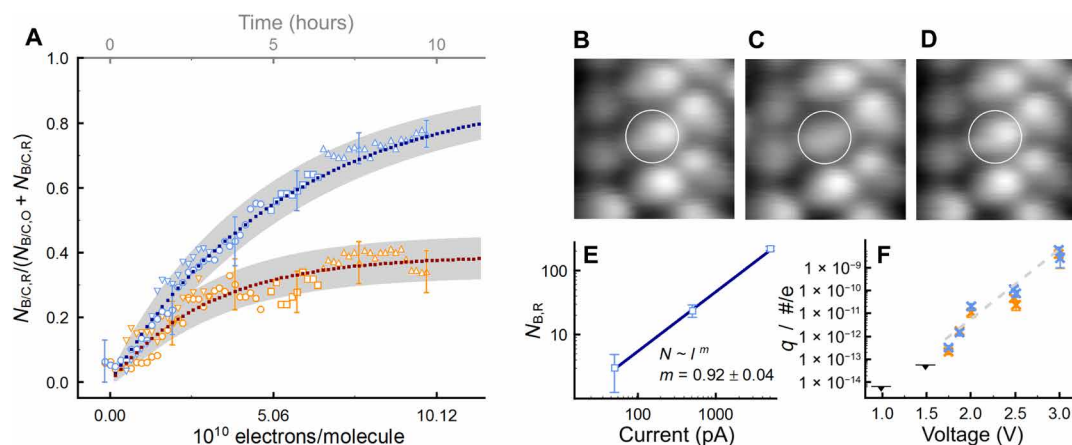 A
Time (hours)
0 5 10
1.0
0.8
0.6
0.4
0.2
0.0
N_B/C,R/(N_B/C,O + N_B/C,R)
0.00 5.06 10.12
10^10 electrons/molecule
B
C
D
E
N_B,R
100
10
N ~ I^m
m = 0.92 ± 0.04
100 1000
Current (pA)
F
q / #/e
1 × 10^-9
1 × 10^-10
1 × 10^-11
1 × 10^-12
1 × 10^-13
1 × 10^-14
1.0 1.5 2.0 2.5 3.0
Voltage (V)